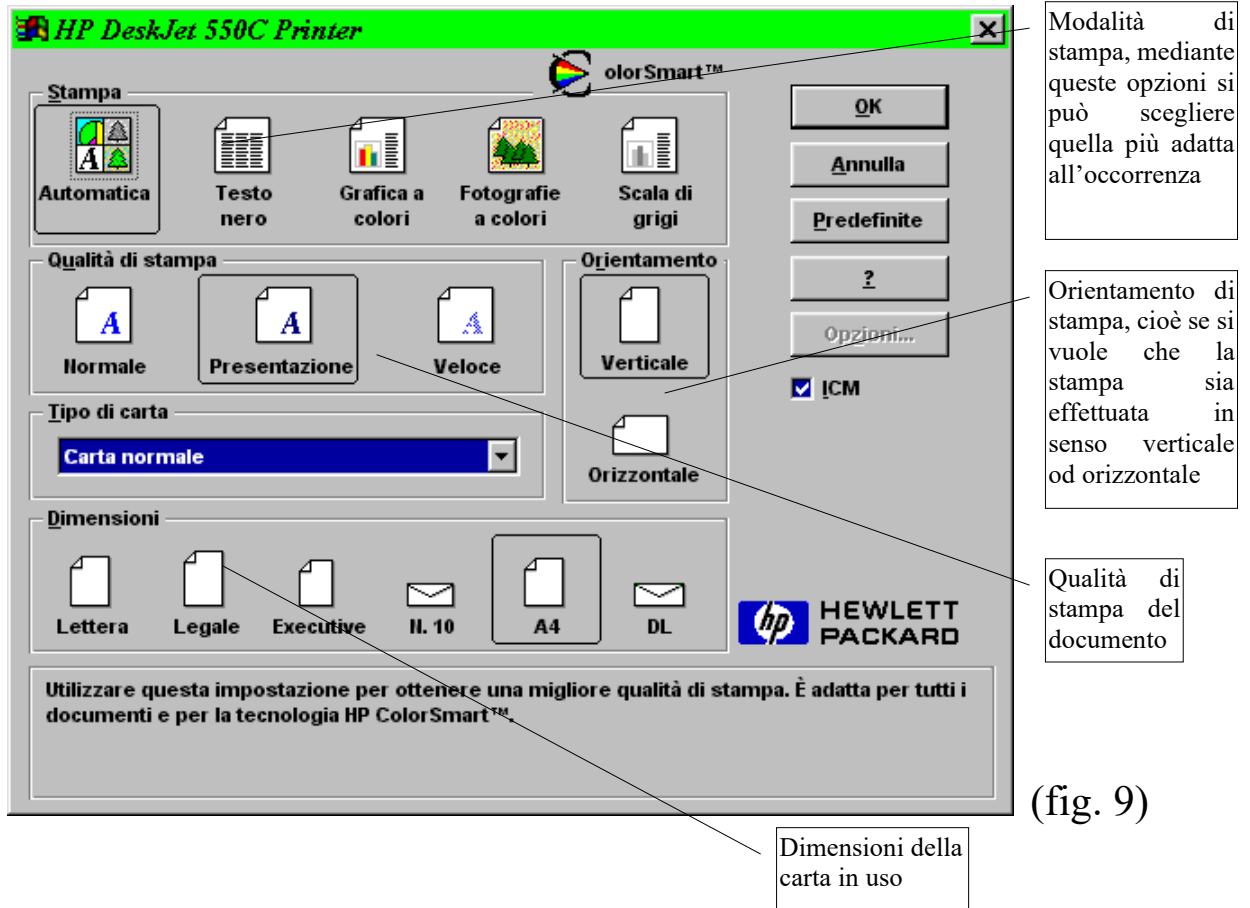 HP DeskJet 550C Printer
olorSmart™
Stampa
Automatica
Testo
nero
Grafica a
colori
Fotografie
a colori
Scala di
grigi
OK
Annulla
Predefinite
?
Opzioni...
ICM
Qualità di stampa
Normale
Presentazione
Veloce
Orientamento
Verticale
Orizzontale
Tipo di carta
Carta normale
Dimensioni
Lettera
Legale
Executive
N. 10
A4
DL
hp
HEWLETT
PACKARD
Utilizzare questa impostazione per ottenere una migliore qualità di stampa. È adatta per tutti i
documenti e per la tecnologia HP ColorSmart™.
Modalità di
stampa, mediante
queste opzioni si
può scegliere
quella più adatta
all’occorrenza
Orientamento di
stampa, cioè se si
vuole che la
stampa sia
effettuata in
senso verticale
od orizzontale
Qualità di
stampa del
documento
(fig. 9)
Dimensioni della
carta in uso